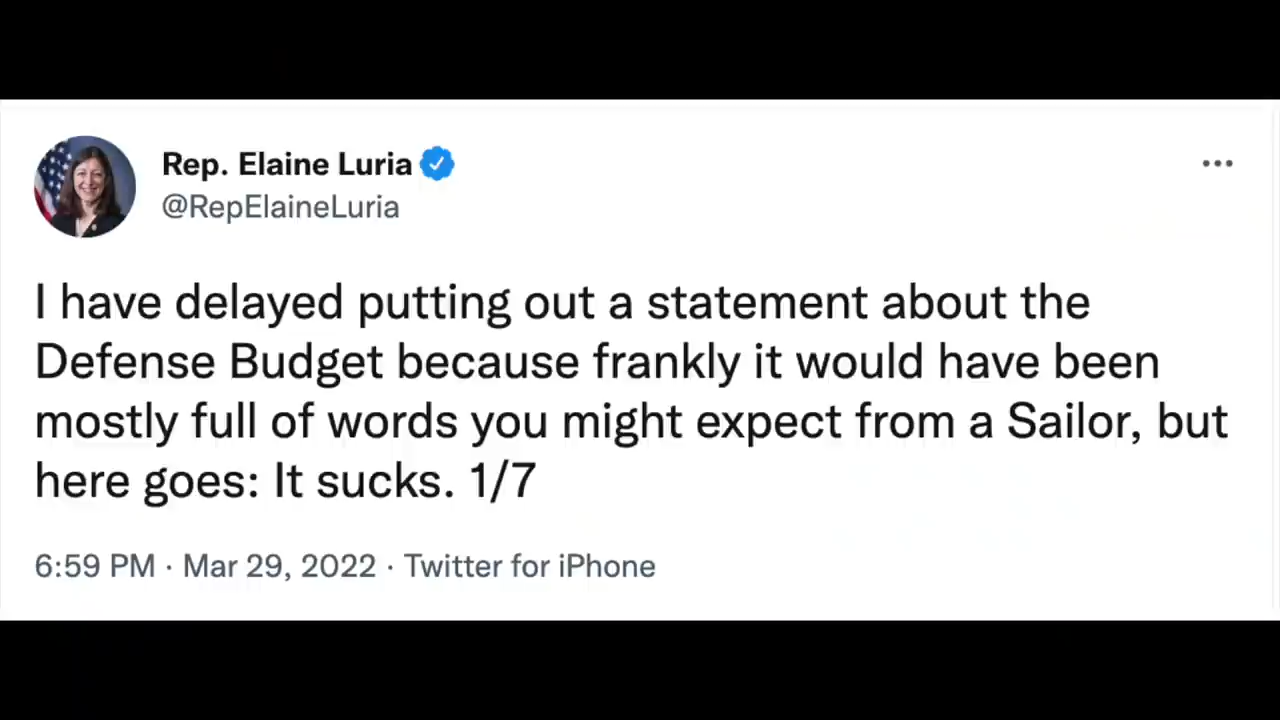 Rep. Elaine Luria
@RepElaineLuria
I have delayed putting out a statement about the
Defense Budget because frankly it would have been
mostly full of words you might expect from a Sailor, but
here goes: It sucks. 1/7
6:59 PM · Mar 29, 2022 · Twitter for iPhone